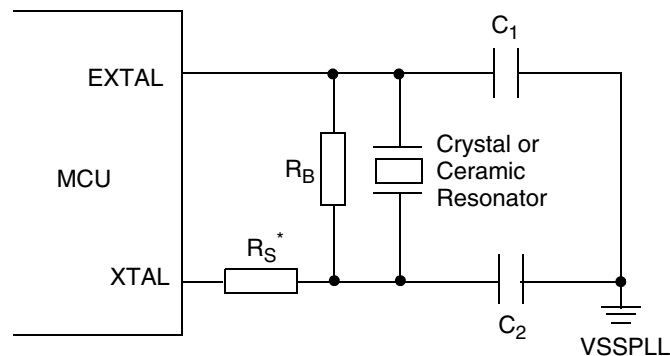 C1
EXTAL
MCU
RB
Crystal or
Ceramic
Resonator
RS*
XTAL
C2
VSSPLL